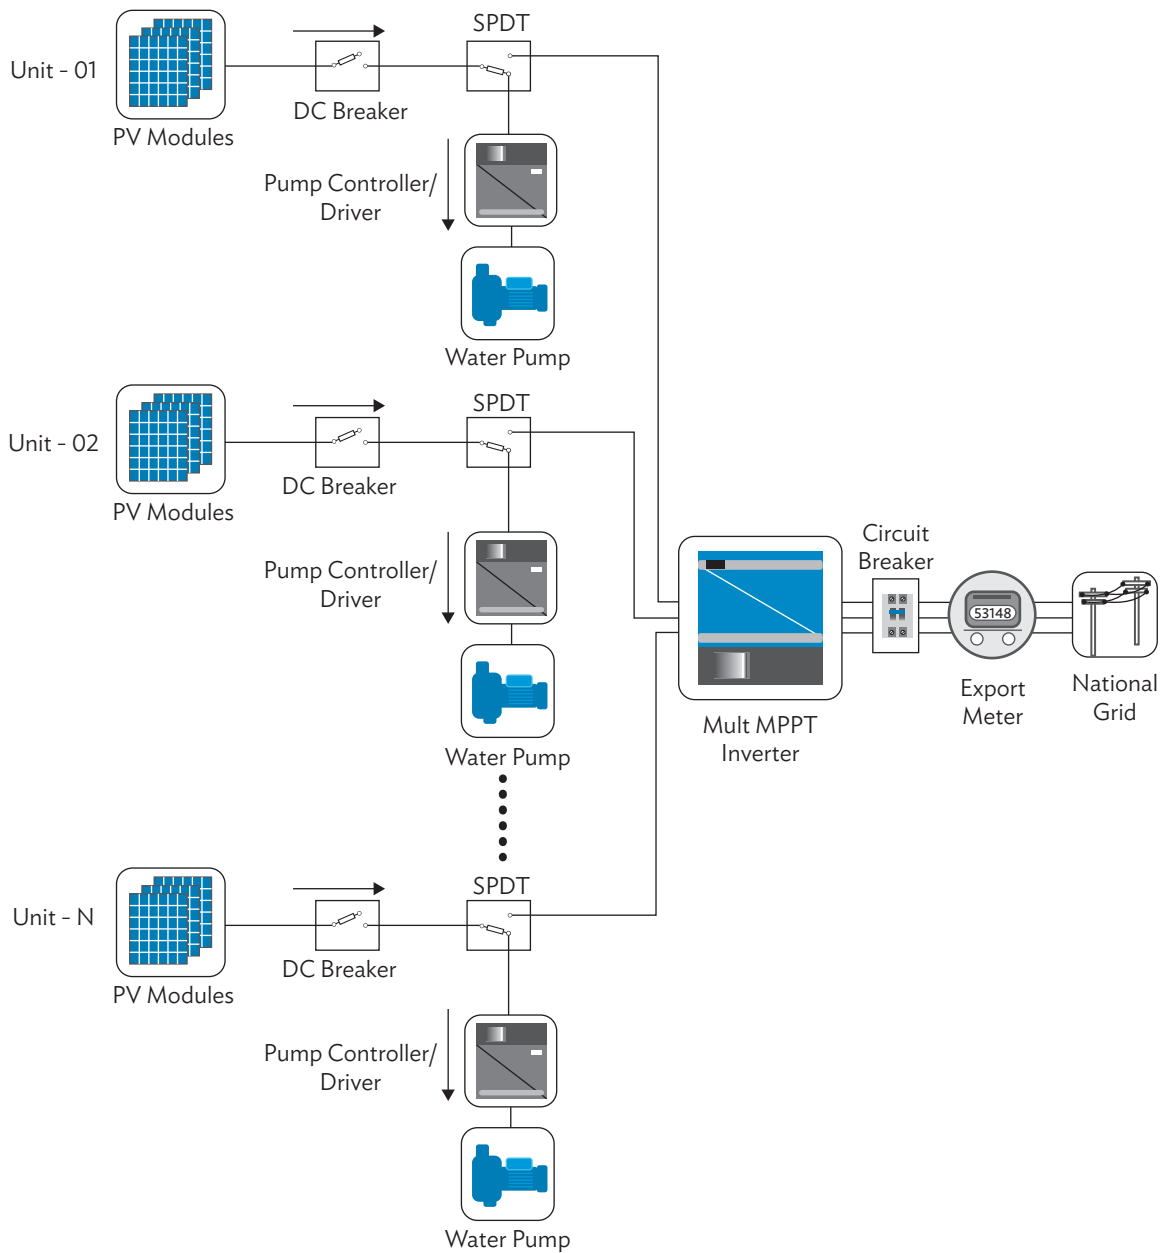 SPDT
Unit - 01
DC Breaker
PV Modules
Pump Controller/
Driver
Water Pump
SPDT
Unit - 02
DC Breaker
PV Modules
Pump Controller/
Driver
Water Pump
Circuit
Breaker
53148
Export
Meter
National
Grid
Mult MPPT
Inverter
SPDT
Unit - N
DC Breaker
PV Modules
Pump Controller/
Driver
Water Pump